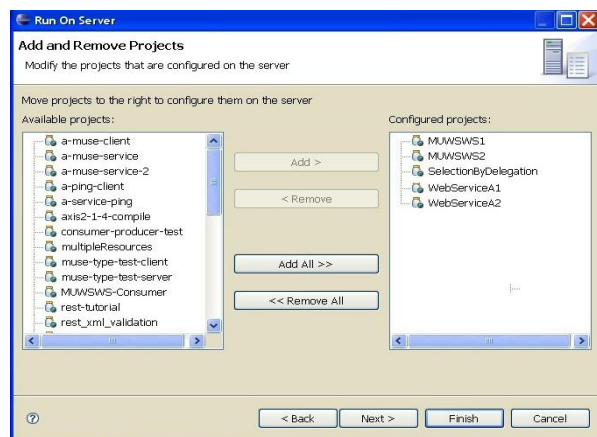 Run On Server
Add and Remove Projects
Modify the projects that are configured on the server
Move projects to the right to configure them on the server
Available projects:
a-muse-client
a-muse-service
a-muse-service-2
a-ping-client
a-service-ping
axis2-1-4-compile
consumer-producer-test
multipleResources
muse-type-test-client
muse-type-test-server
MUWSWS-Consumer
rest-tutorial
rest_xml_validation
Add >
< Remove
Add All >>
<< Remove All
Configured projects:
MUWSWS1
MUWSWS2
SelectionByDelegation
WebServiceA1
WebServiceA2
?
< Back
Next >
Finish
Cancel